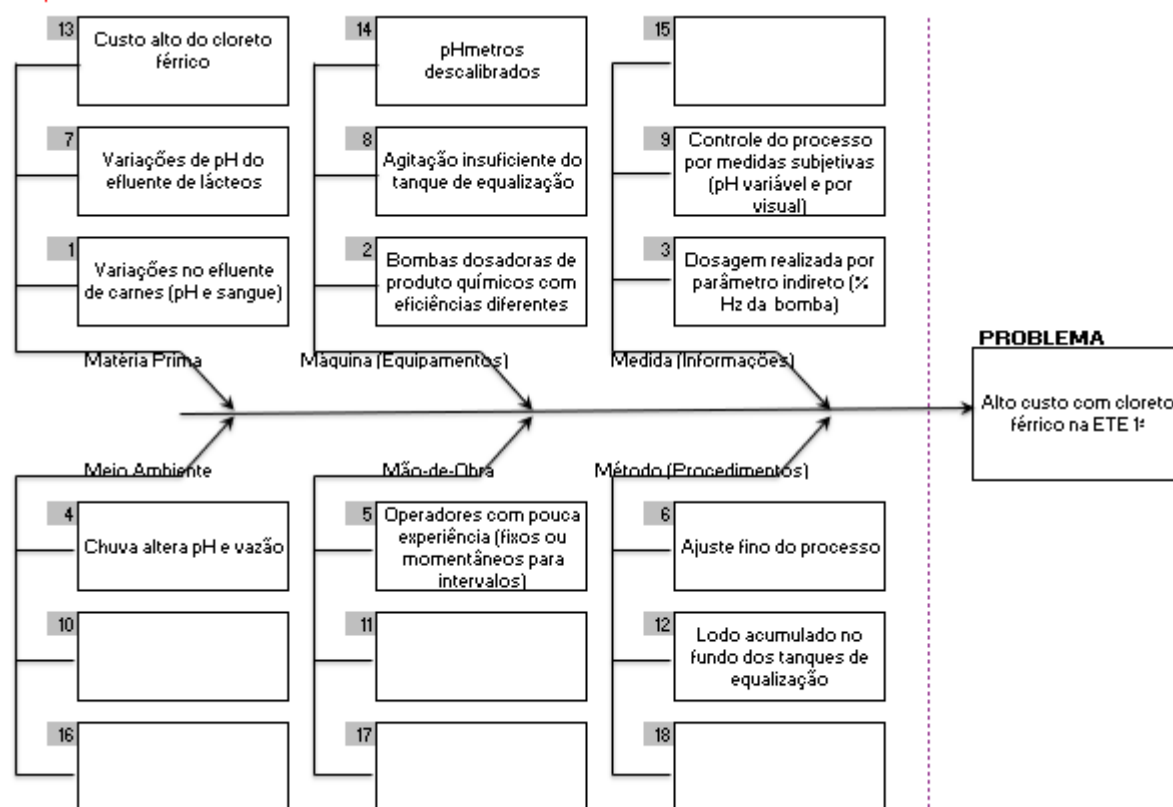 13
Custo alto do cloreto
férrico
14
pHmetros
descalibrados
15
7
Variações de pH do
efluente de lácteos
8
Agitação insuficiente do
tanque de equalização
9
Controle do processo
por medidas subjetivas
(pH variável e por
visual)
1
Variações no efluente
de carnes (pH e sangue)
2
Bombas dosadoras de
produto químicos com
eficiências diferentes
3
Dosagem realizada por
parâmetro indireto (%
Hz da bomba)
Matéria Prima
Máquina (Equipamentos)
Medida (Informações)
PROBLEMA
Alto custo com cloreto
férrico na ETE 1ª
Meio Ambiente
Mão-de-Obra
Método (Procedimentos)
4
Chuva altera pH e vazão
5
Operadores com pouca
experiência (fixos ou
momentâneos para
intervalos)
6
Ajuste fino do processo
10
11
12
Lodo acumulado no
fundo dos tanques de
equalização
16
17
18